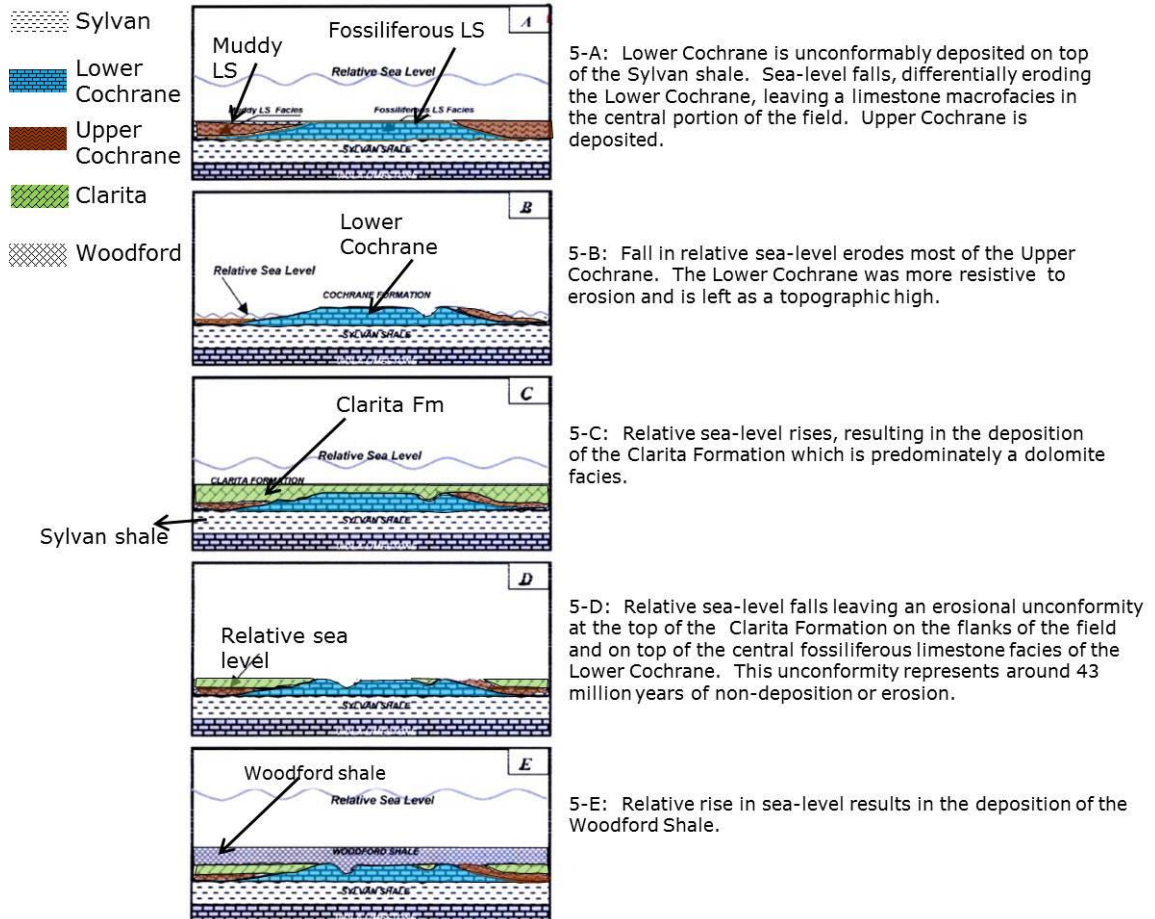 Sylvan
Lower
Cochrane
Upper
Cochrane
Clarita
Woodford
A
Muddy
LS
Fossiliferous LS
Relative Sea Level
Muddy LS Facies
Fossiliferous LS Facies
SYLVAN SHALE
LIMESTONE
5-A: Lower Cochrane is unconformably deposited on top
of the Sylvan shale. Sea-level falls, differentially eroding
the Lower Cochrane, leaving a limestone macrofacies in
the central portion of the field. Upper Cochrane is
deposited.
B
Lower
Cochrane
Relative Sea Level
COCHRANE FORMATION
SYLVAN SHALE
LIMESTONE
5-B: Fall in relative sea-level erodes most of the Upper
Cochrane. The Lower Cochrane was more resistive to
erosion and is left as a topographic high.
C
Clarita Fm
Relative Sea Level
CLARITA FORMATION
SYLVAN SHALE
Sylvan shale
LIMESTONE
5-C: Relative sea-level rises, resulting in the deposition
of the Clarita Formation which is predominately a dolomite
facies.
D
Relative sea
level
SYLVAN SHALE
LIMESTONE
5-D: Relative sea-level falls leaving an erosional unconformity
at the top of the Clarita Formation on the flanks of the field
and on top of the central fossiliferous limestone facies of the
Lower Cochrane. This unconformity represents around 43
million years of non-deposition or erosion.
E
Woodford shale
Relative Sea Level
WOODFORD SHALE
SYLVAN SHALE
5-E: Relative rise in sea-level results in the deposition of the
Woodford Shale.